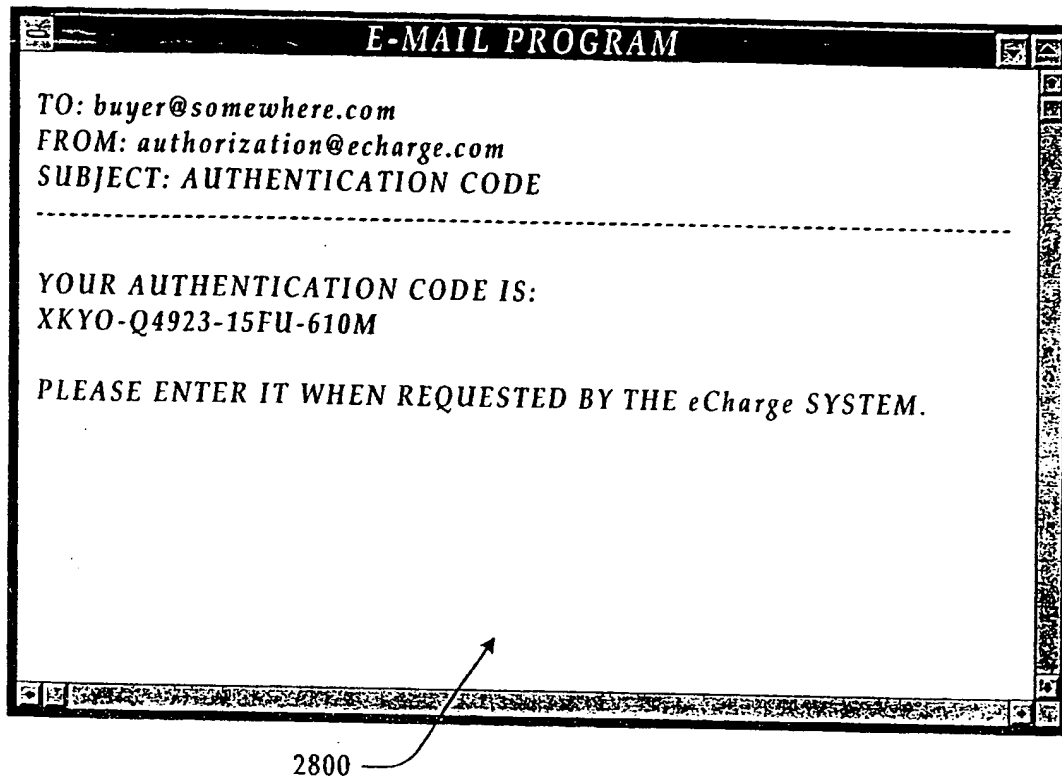 E-MAIL PROGRAM
TO: buyer@somewhere.com
FROM: authorization@echarge.com
SUBJECT: AUTHENTICATION CODE
YOUR AUTHENTICATION CODE IS:
XKYO-Q4923-15FU-610M
PLEASE ENTER IT WHEN REQUESTED BY THE eCharge SYSTEM.
2800